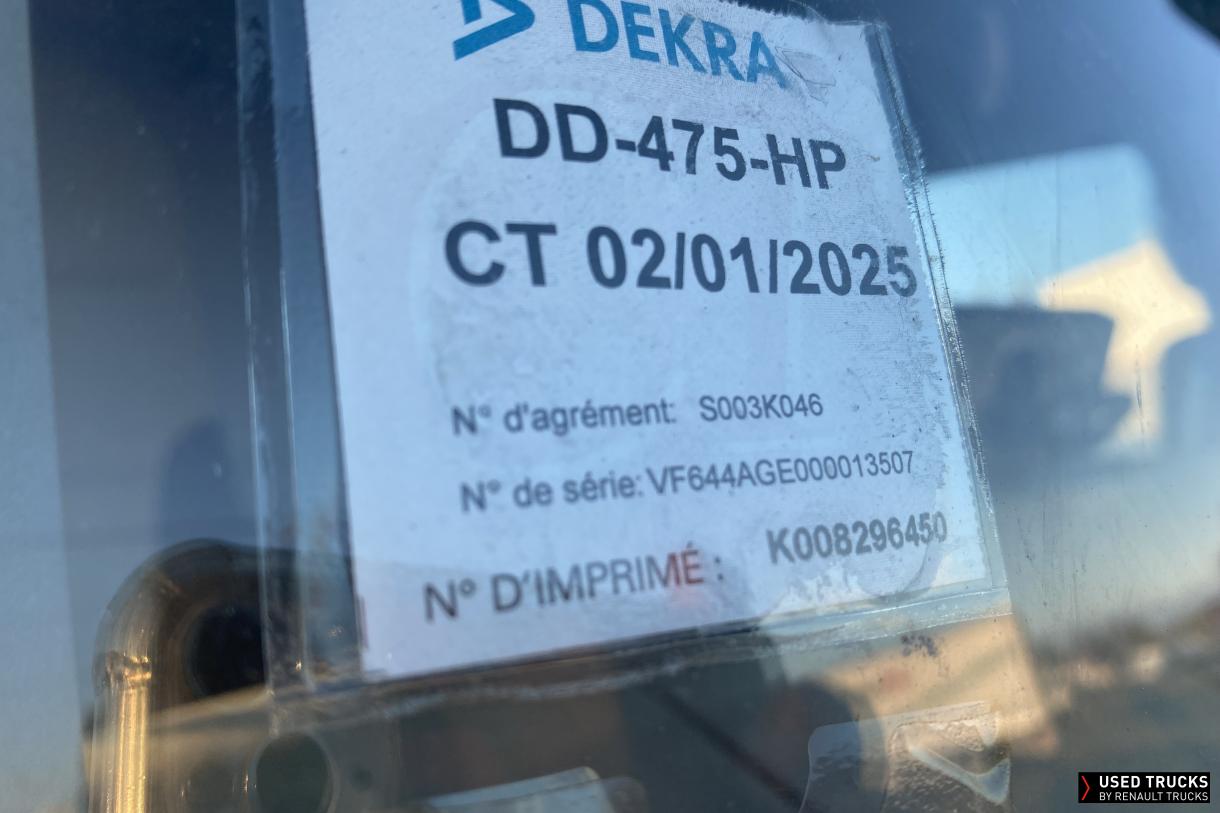 DEKRA
DD-475-HP
CT 02/01/2025
N° d'agrément: S003K046
N° de série: VF644AGE000013507
N° D'IMPRIMÉ : K008296450
USED TRUCKS
BY RENAULT TRUCKS